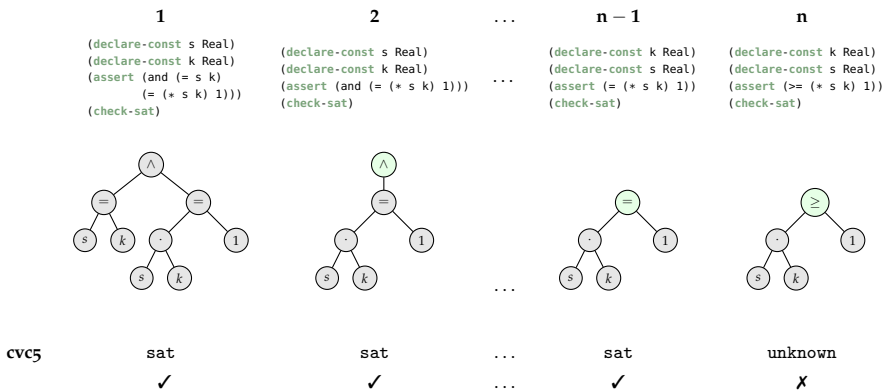 1 2 … n − 1 n
(declare-const s Real)
(declare-const k Real)
(assert (and (= s k)
(= (* s k) 1)))
(check-sat)
(declare-const s Real)
(declare-const k Real)
(assert (and (= (* s k) 1)))
(check-sat)
…
(declare-const k Real)
(declare-const s Real)
(assert (= (* s k) 1))
(check-sat)
(declare-const k Real)
(declare-const s Real)
(assert (>= (* s k) 1))
(check-sat)
∧
= =
s k · 1
s k
∧
=
· 1
s k
…
=
· 1
s k
≥
· 1
s k
cvc5 sat sat … sat unknown
✓ ✓ … ✓ ✗